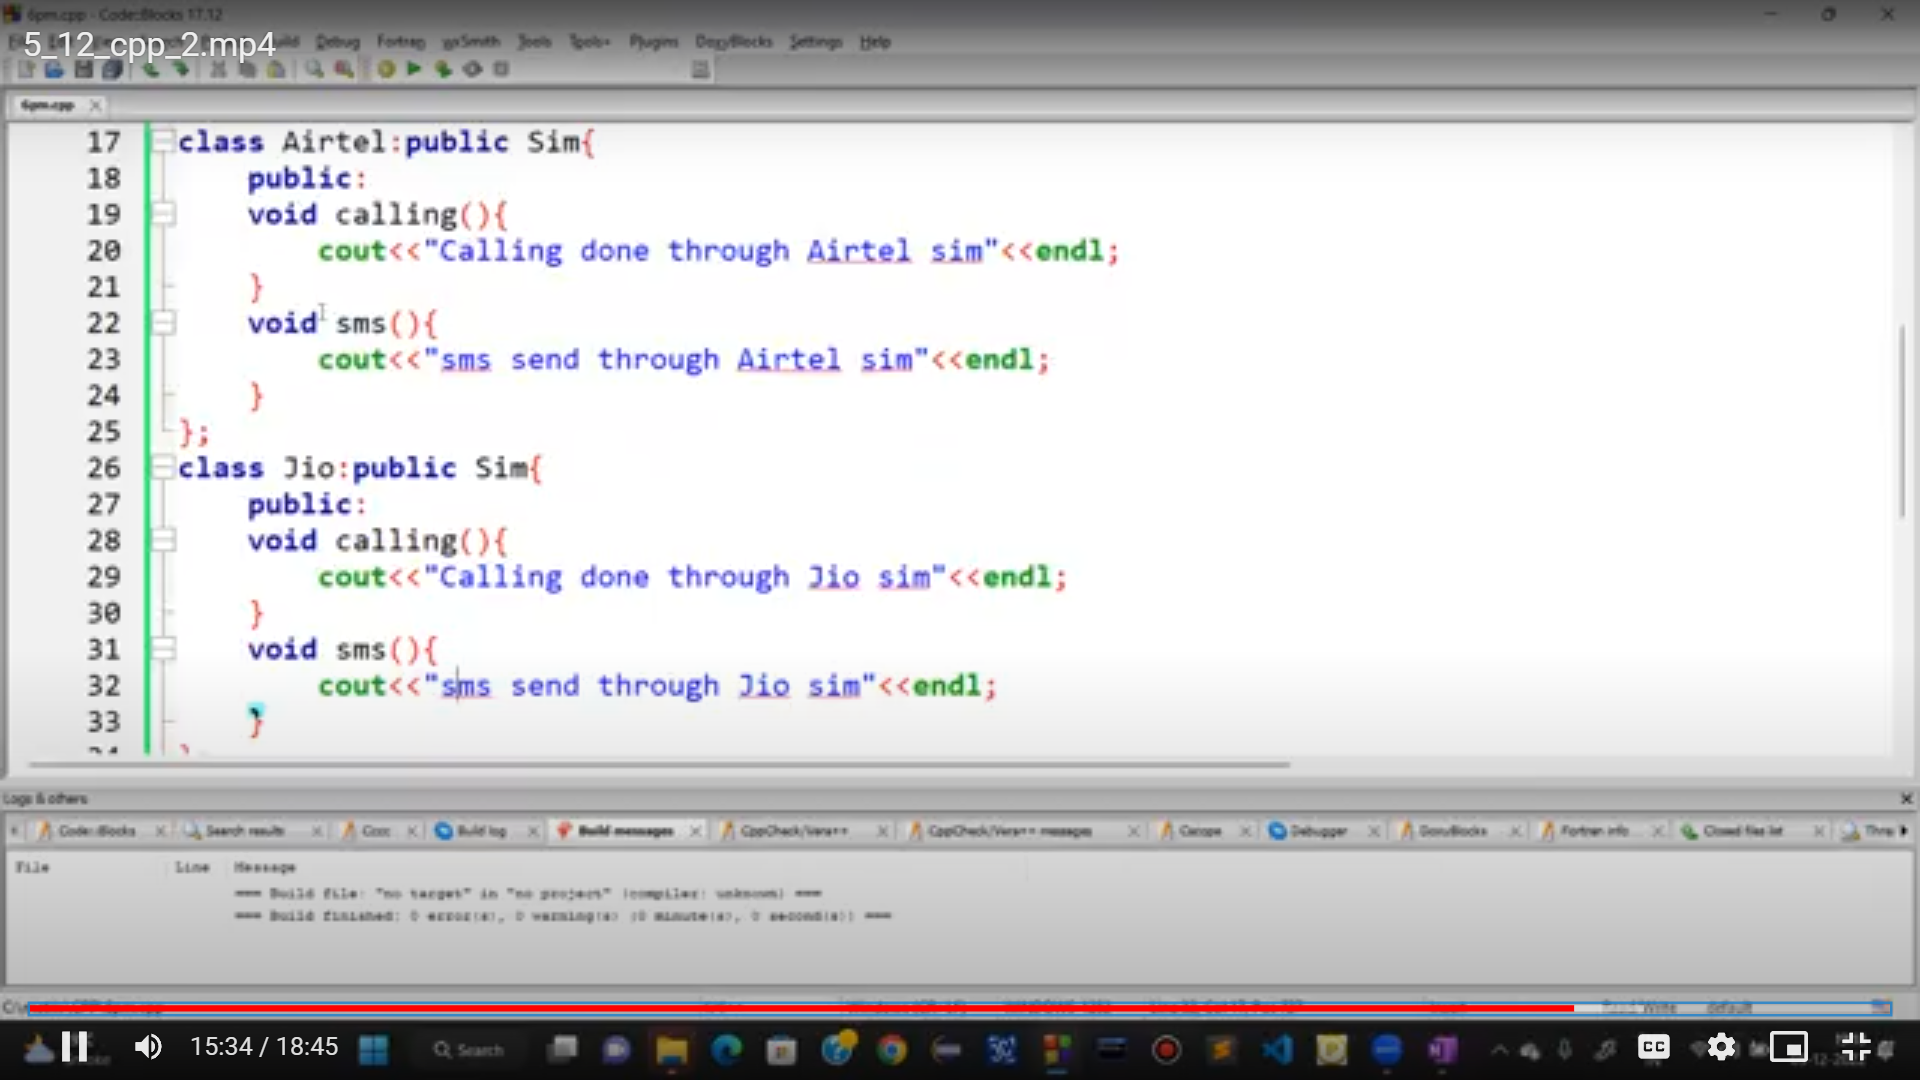 6pm.cpp - Code::Blocks 17.12
5_12_cpp_2.mp4
Debug Fortran wxSmith Tools Tools+ Plugins DoxyBlocks Settings Help
6pm.cpp
17 class Airtel:public Sim{
18 public:
19 void calling(){
20 cout<<"Calling done through Airtel sim"<<endl;
21 }
22 void sms(){
23 cout<<"sms send through Airtel sim"<<endl;
24 }
25 };
26 class Jio:public Sim{
27 public:
28 void calling(){
29 cout<<"Calling done through Jio sim"<<endl;
30 }
31 void sms(){
32 cout<<"sms send through Jio sim"<<endl;
33 }
34 }
Logs & others
Code::Blocks Search results Cccc Build log Build messages CppCheck/Vera++ CppCheck/Vera++ messages Cscope Debugger DoxyBlocks Fortran info Closed files list
File Line Message
=== Build file: "no target" in "no project" (compiler: unknown) ===
=== Build finished: 0 error(s), 0 warning(s) (0 minute(s), 0 second(s)) ===
default
15:34 / 18:45
Search
CC